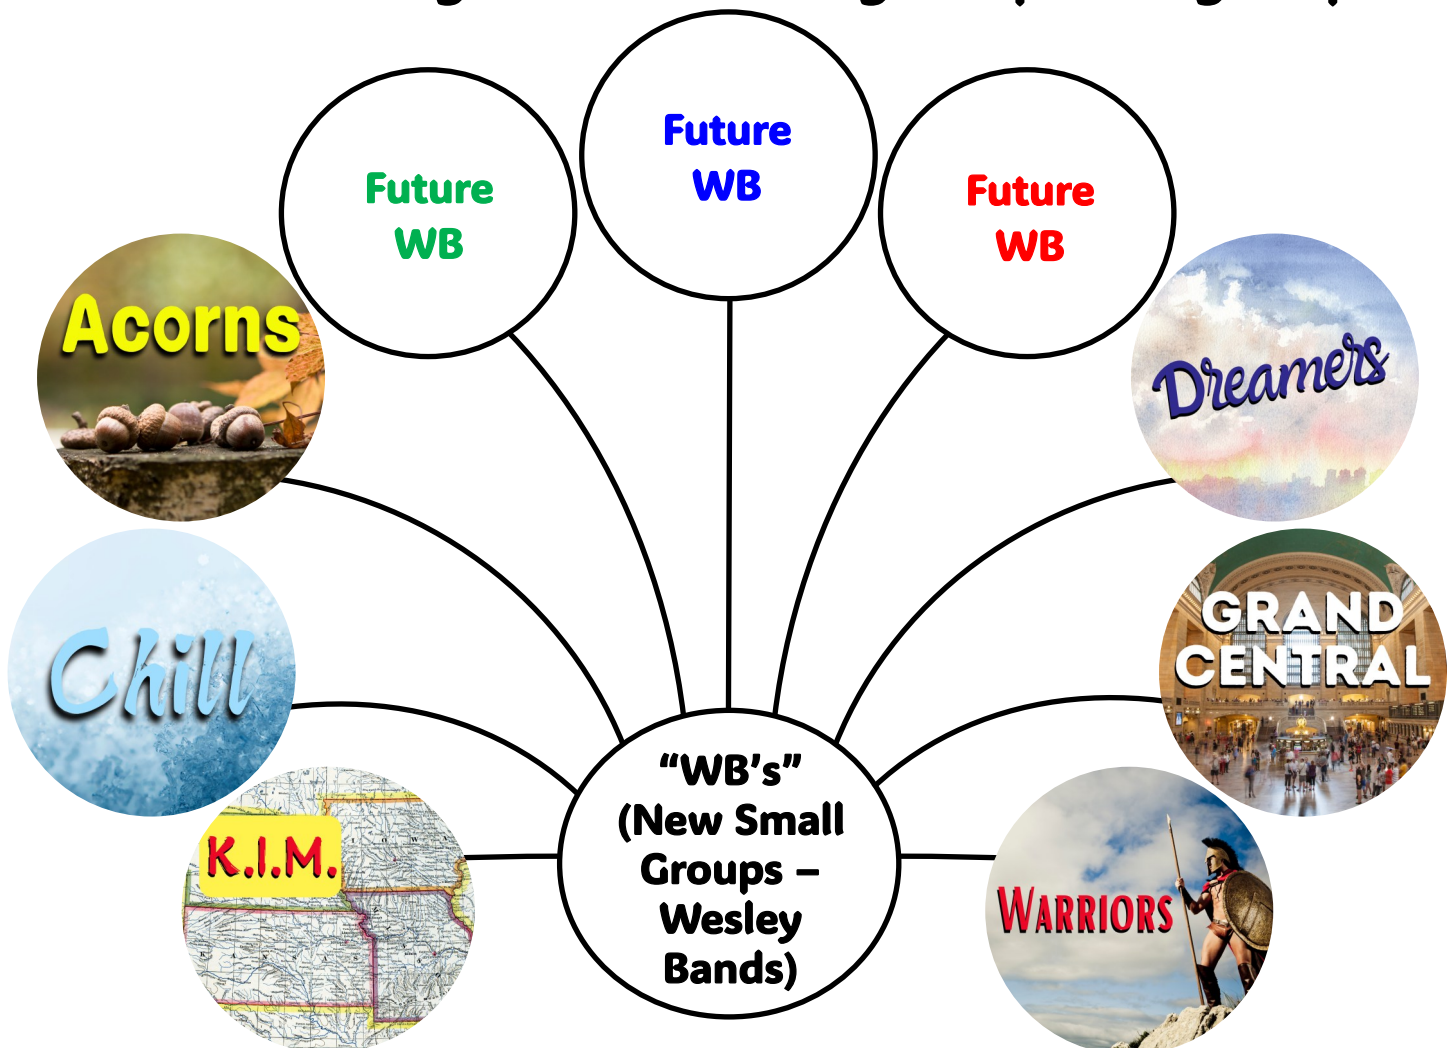 Future
WB
Future
WB
Future
WB
Acorns
Dreamers
Chill
GRAND
CENTRAL
K.I.M.
WARRIORS
“WB’s”
(New Small
Groups –
Wesley
Bands)